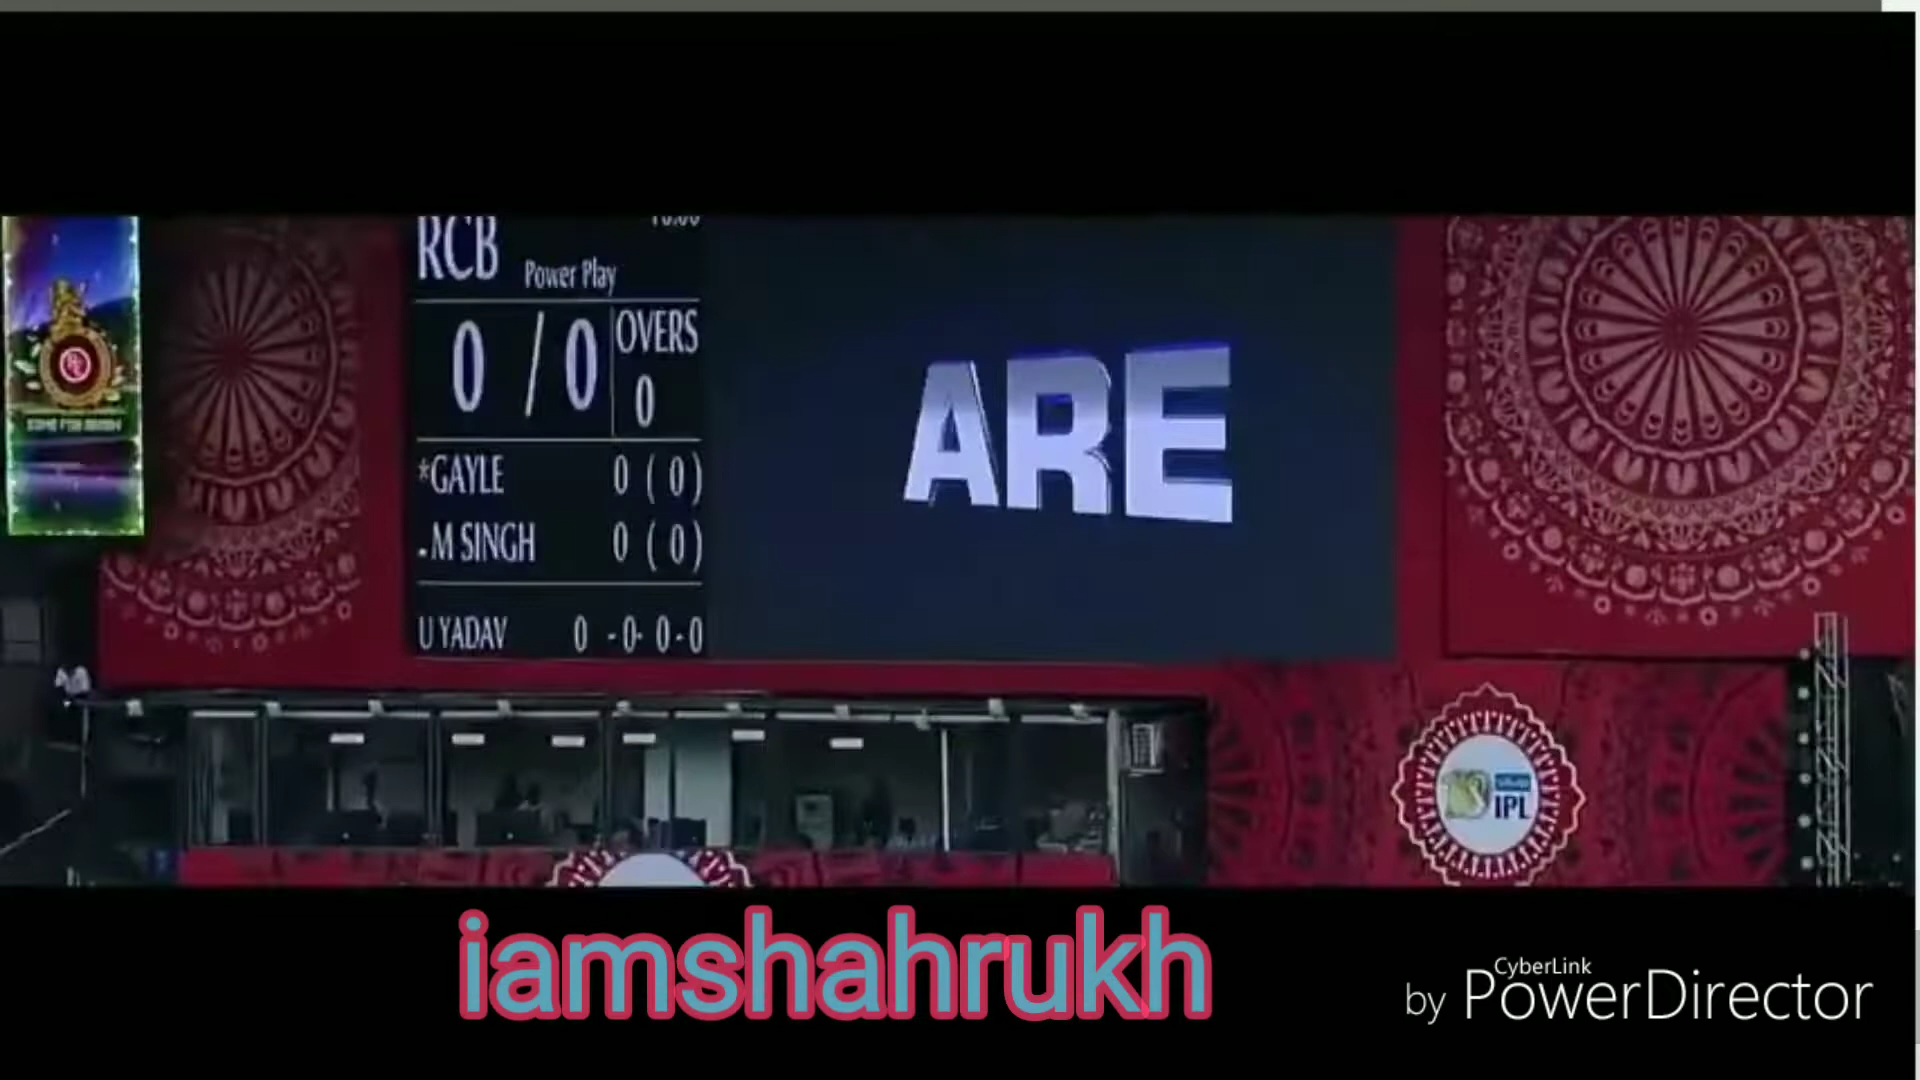 RCB
Power Play
0 / 0
OVERS
0
*GAYLE 0 ( 0 )
M SINGH 0 ( 0 )
U YADAV 0 -0- 0-0
ARE
IPL
iamshahrukh
by CyberLink PowerDirector